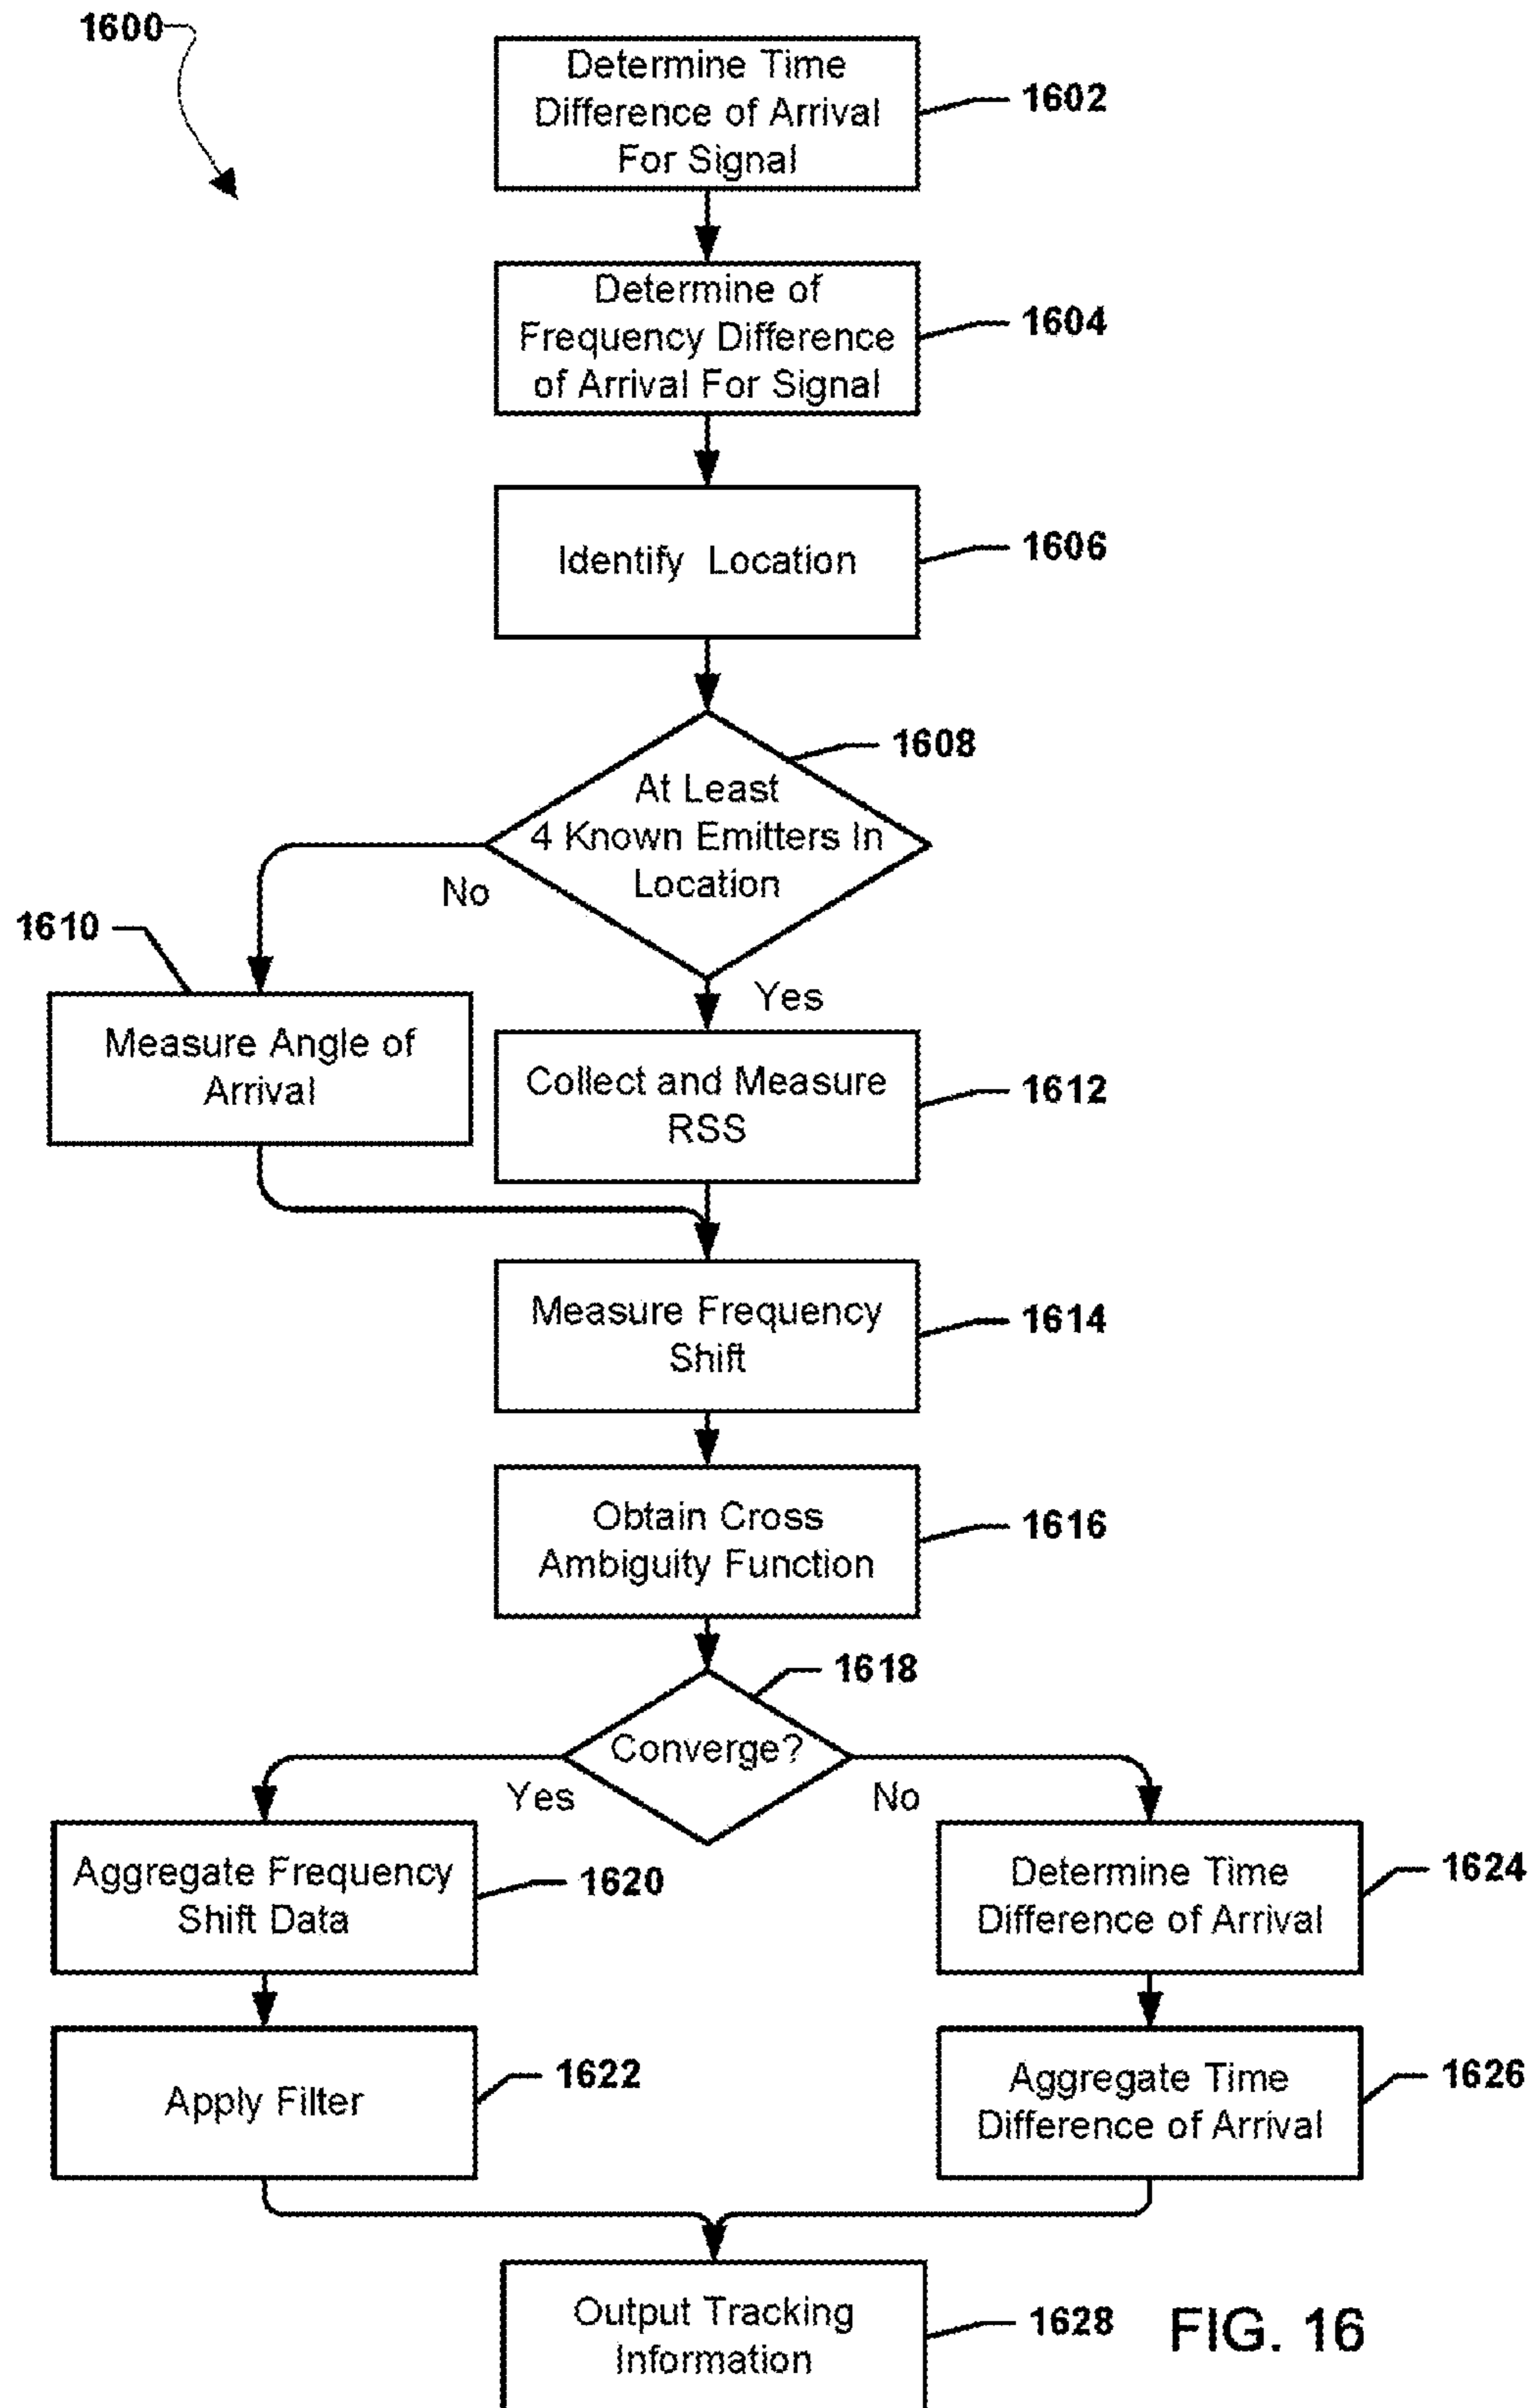 1600
Determine Time
Difference of Arrival
For Signal
1602
Determine of
Frequency Difference
of Arrival For Signal
1604
Identify Location
1606
1608
At Least
4 Known Emitters In
Location
No
Yes
1610
Measure Angle of
Arrival
Collect and Measure
RSS
1612
Measure Frequency
Shift
1614
Obtain Cross
Ambiguity Function
1616
1618
Converge?
Yes
No
Aggregate Frequency
Shift Data
1620
Determine Time
Difference of Arrival
1624
Apply Filter
1622
Aggregate Time
Difference of Arrival
1626
Output Tracking
Information
1628
FIG. 16